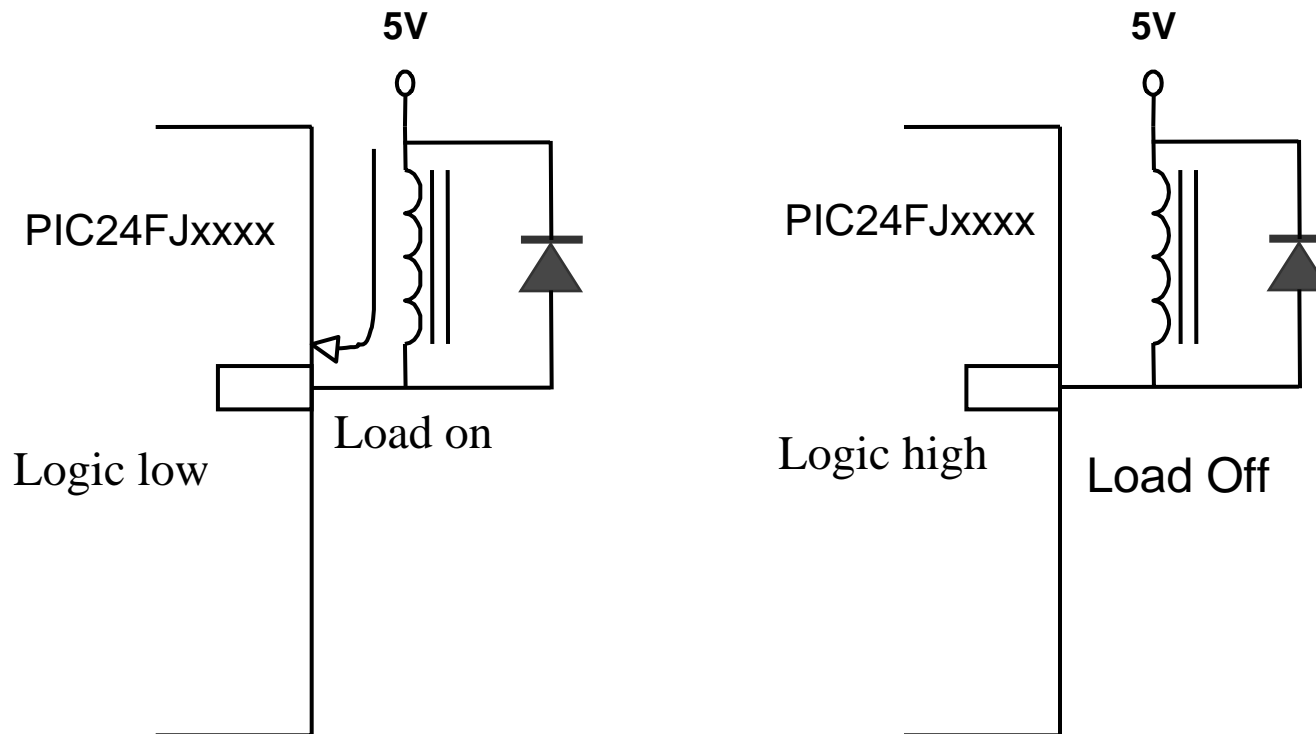 5V
PIC24FJxxxx
Load on
Logic low
5V
PIC24FJxxxx
Logic high
Load Off